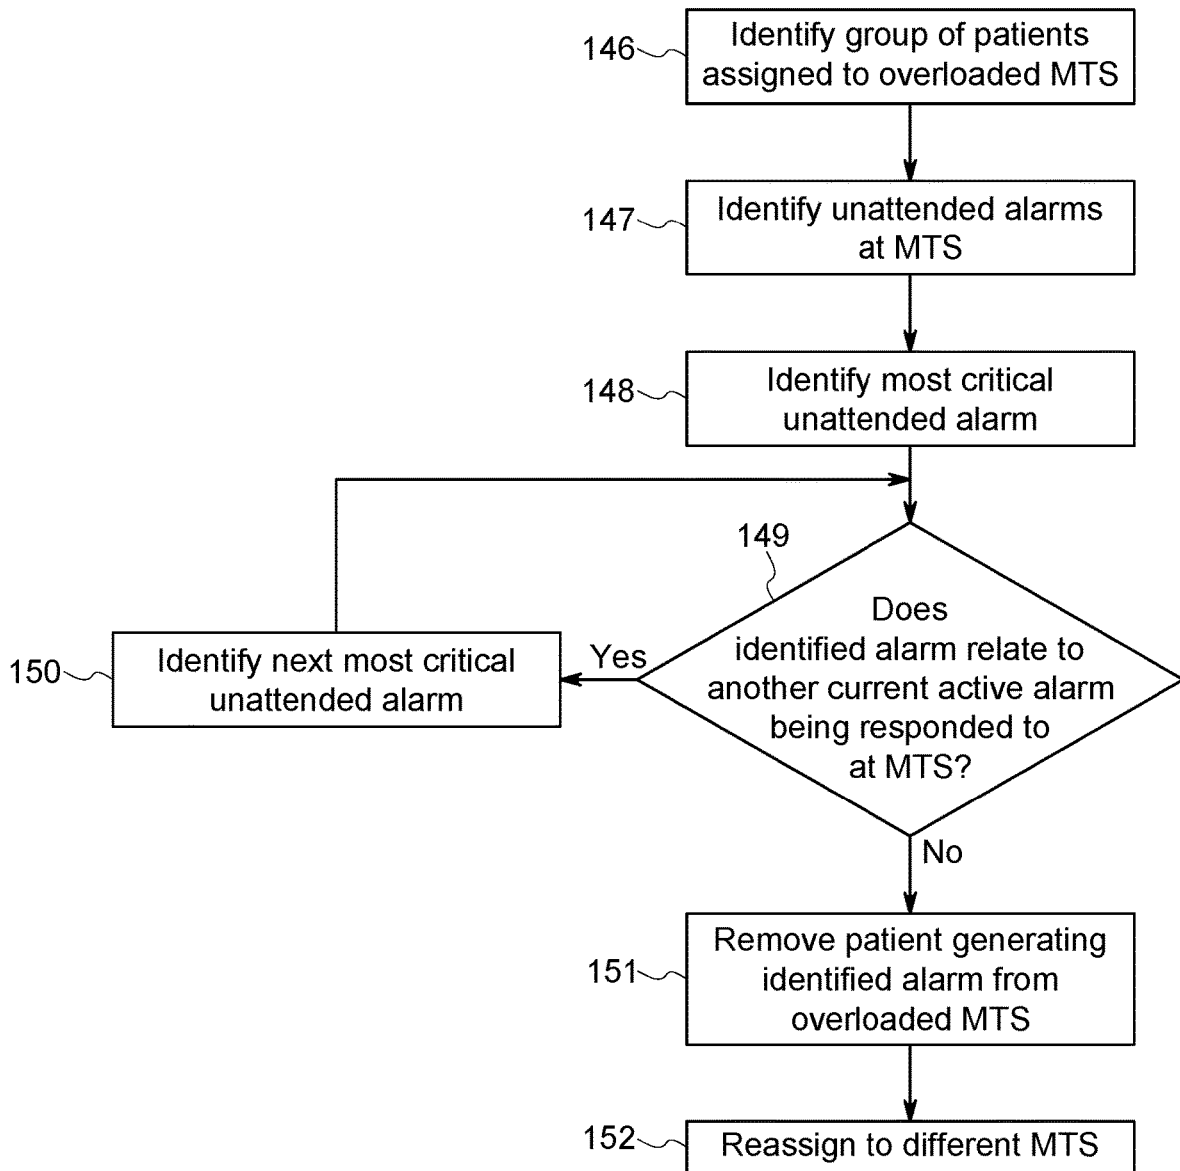 146
Identify group of patients
assigned to overloaded MTS
147
Identify unattended alarms
at MTS
148
Identify most critical
unattended alarm
149
Does
identified alarm relate to
another current active alarm
being responded to
at MTS?
Yes
150
Identify next most critical
unattended alarm
No
151
Remove patient generating
identified alarm from
overloaded MTS
152
Reassign to different MTS